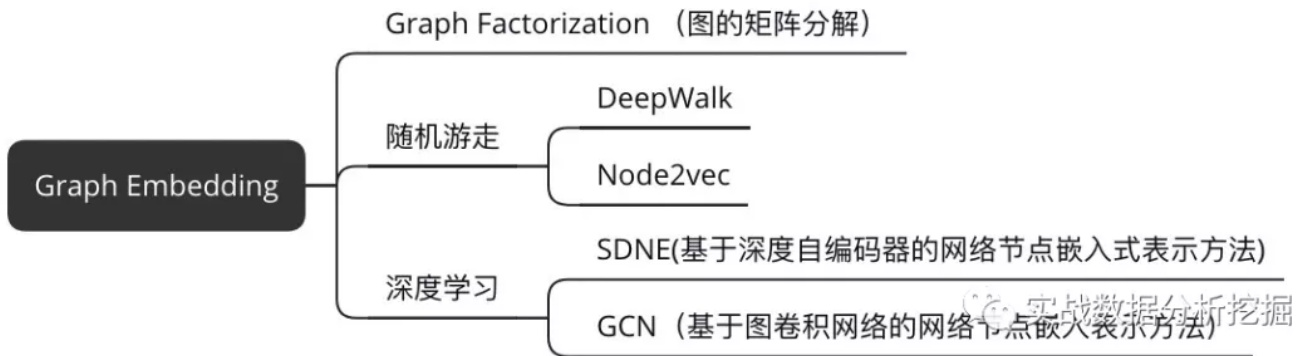 Graph Factorization （图的矩阵分解）
DeepWalk
随机游走
Node2vec
Graph Embedding
SDNE(基于深度自编码器的网络节点嵌入式表示方法)
深度学习
GCN（基于图卷积网络的网络节点嵌入表示方法）
实战数据分析挖掘